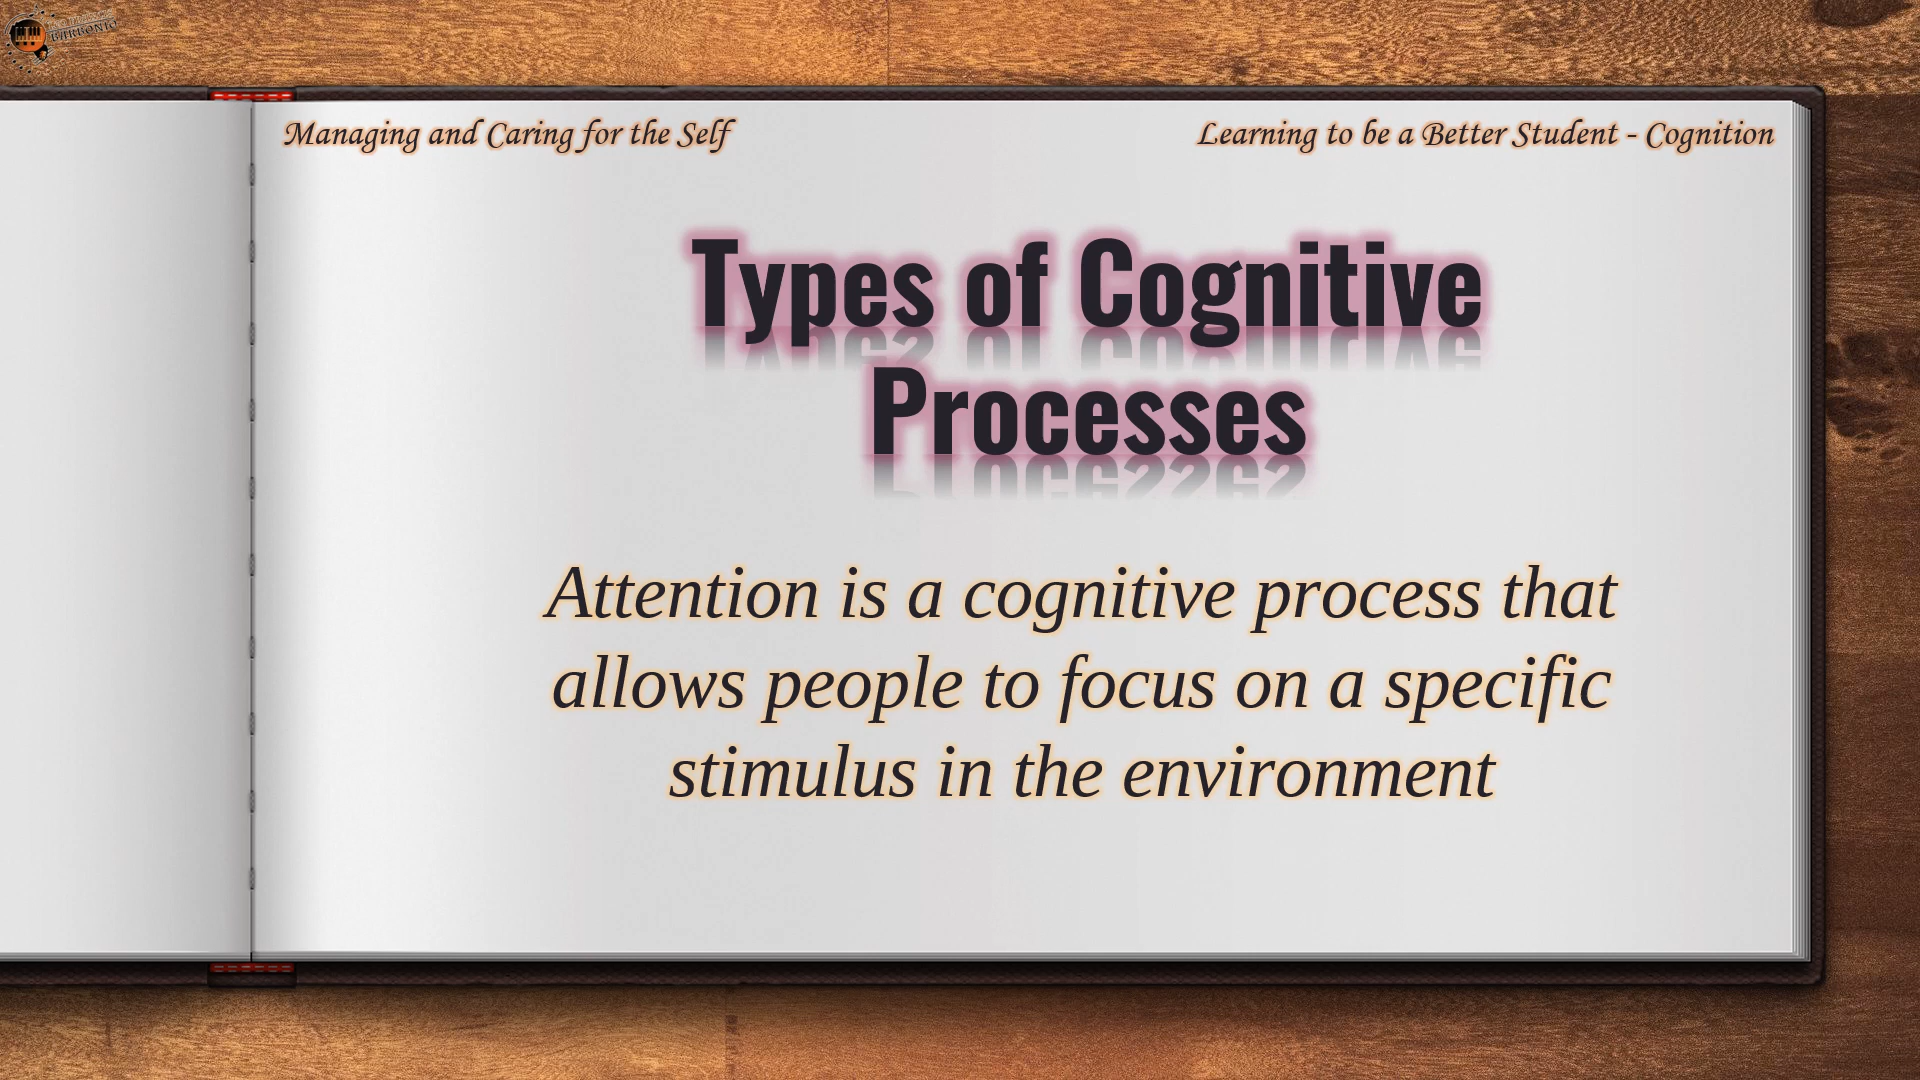 BARBONIO
Managing and Caring for the Self
Learning to be a Better Student - Cognition
Types of Cognitive
Processes
Attention is a cognitive process that
allows people to focus on a specific
stimulus in the environment